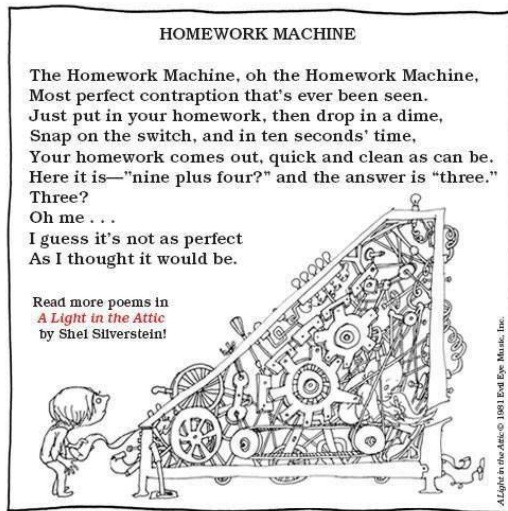 HOMEWORK MACHINE
The Homework Machine, oh the Homework Machine,
Most perfect contraption that's ever been seen.
Just put in your homework, then drop in a dime,
Snap on the switch, and in ten seconds' time,
Your homework comes out, quick and clean as can be.
Here it is—”nine plus four?” and the answer is “three.”
Three?
Oh me . . .
I guess it's not as perfect
As I thought it would be.
Read more poems in
A Light in the Attic
by Shel Silverstein!
A Light in the Attic © 1981 Evil Eye Music, Inc.